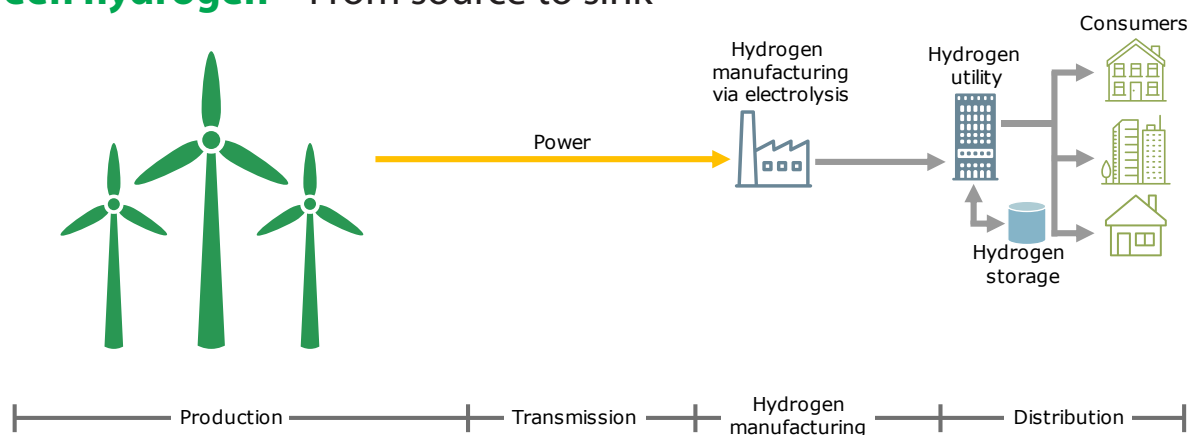 hydrogen From source to sink
Consumers
Hydrogen
manufacturing
via electrolysis
Hydrogen
utility
Power
Hydrogen
storage
Production
Transmission
Hydrogen
manufacturing
Distribution